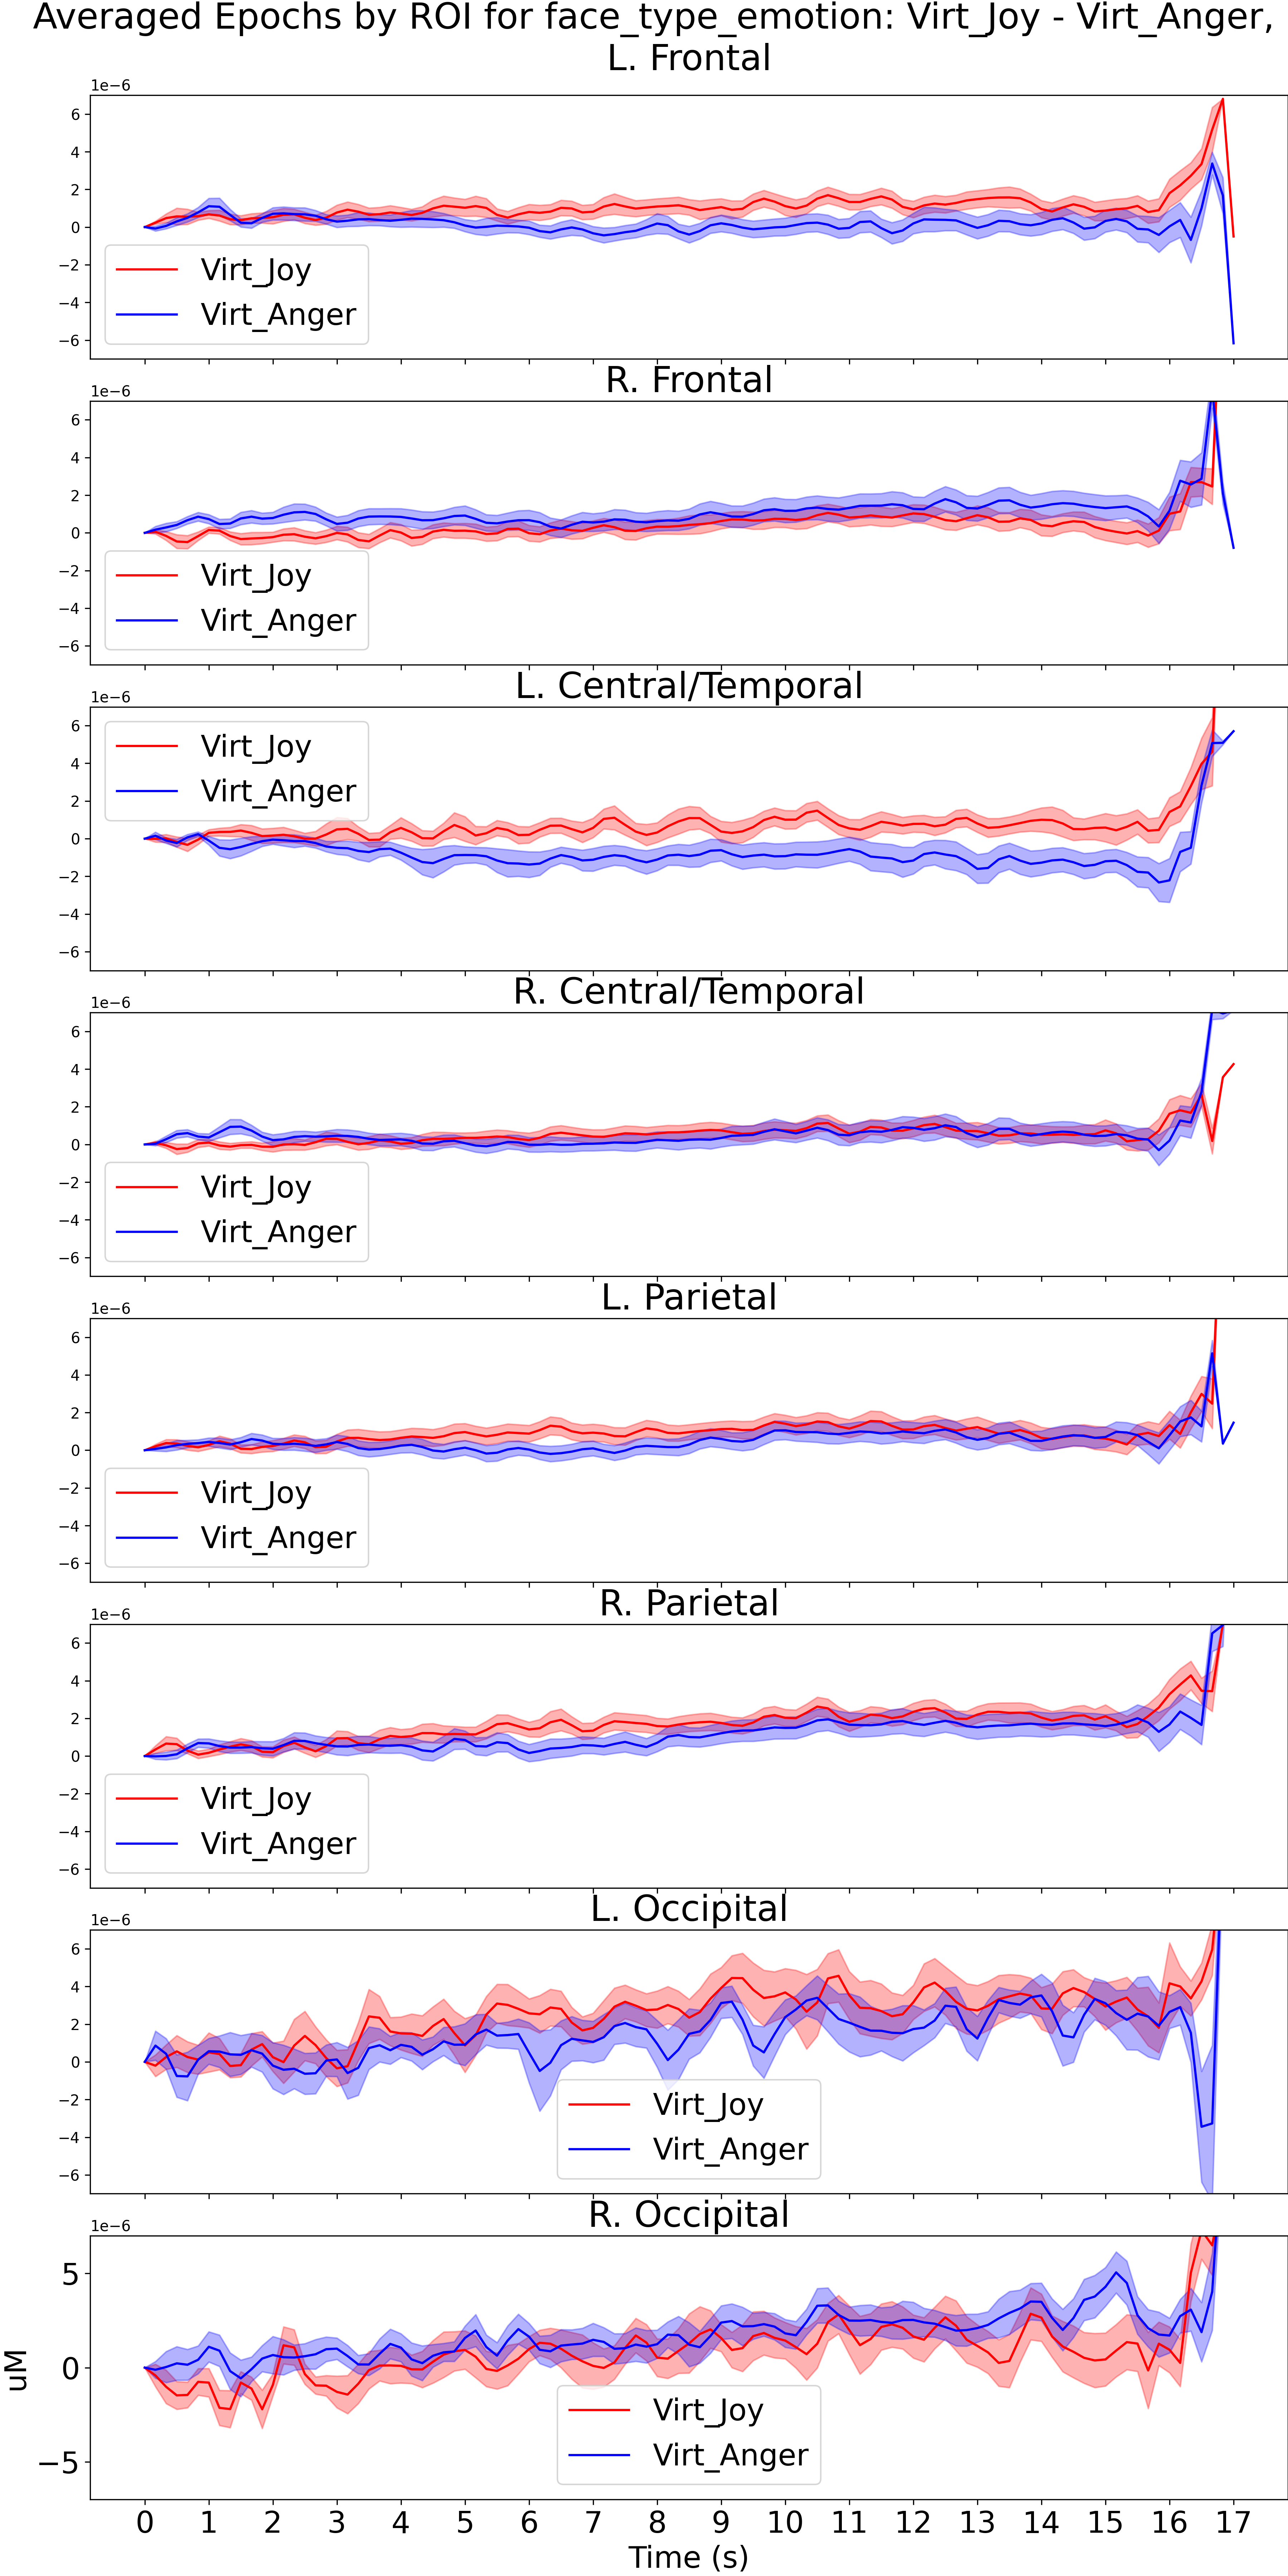 Averaged Epochs by ROI for face_type_emotion: Virt_Joy - Virt_Anger,
L. Frontal
1e−6
6
4
2
0
−2
−4
−6
Virt_Joy
Virt_Anger
R. Frontal
1e−6
6
4
2
0
−2
−4
−6
Virt_Joy
Virt_Anger
L. Central/Temporal
1e−6
6
4
2
0
−2
−4
−6
Virt_Joy
Virt_Anger
R. Central/Temporal
1e−6
6
4
2
0
−2
−4
−6
Virt_Joy
Virt_Anger
L. Parietal
1e−6
6
4
2
0
−2
−4
−6
Virt_Joy
Virt_Anger
R. Parietal
1e−6
6
4
2
0
−2
−4
−6
Virt_Joy
Virt_Anger
L. Occipital
1e−6
6
4
2
0
−2
−4
−6
Virt_Joy
Virt_Anger
R. Occipital
1e−6
5
0
−5
uM
Virt_Joy
Virt_Anger
0 1 2 3 4 5 6 7 8 9 10 11 12 13 14 15 16 17
Time (s)